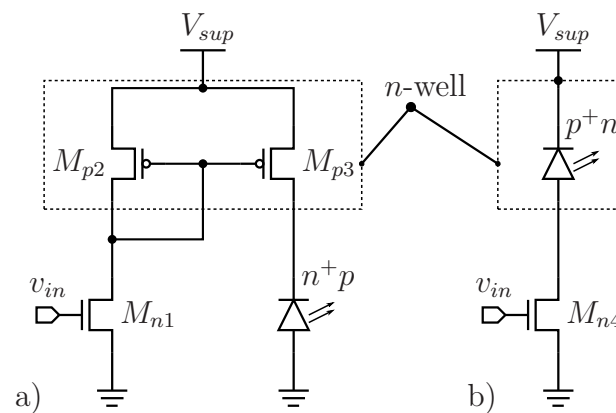 V_sup V_sup
n-well
p⁺n
M_p2 M_p3
n⁺p
v_in M_n1 v_in M_n4
a) b)